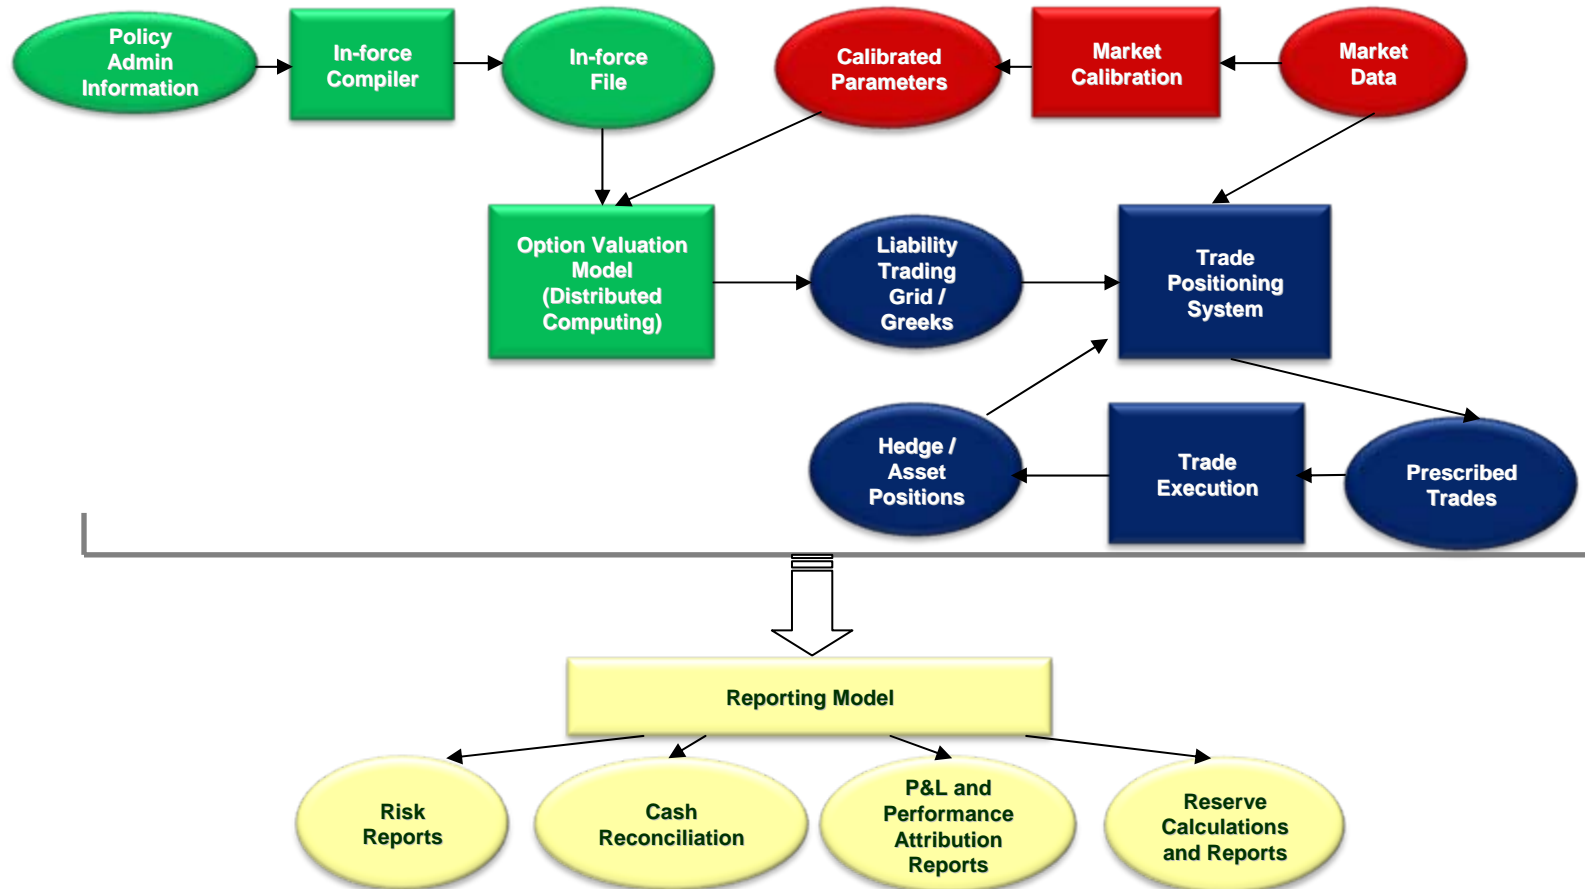 Policy
Admin
Information
In-force
Compiler
In-force
File
Calibrated
Parameters
Market
Calibration
Market
Data
Option Valuation
Model
(Distributed
Computing)
Liability
Trading
Grid /
Greeks
Trade
Positioning
System
Hedge /
Asset
Positions
Trade
Execution
Prescribed
Trades
Reporting Model
Risk
Reports
Cash
Reconciliation
P&L and
Performance
Attribution
Reports
Reserve
Calculations
and Reports